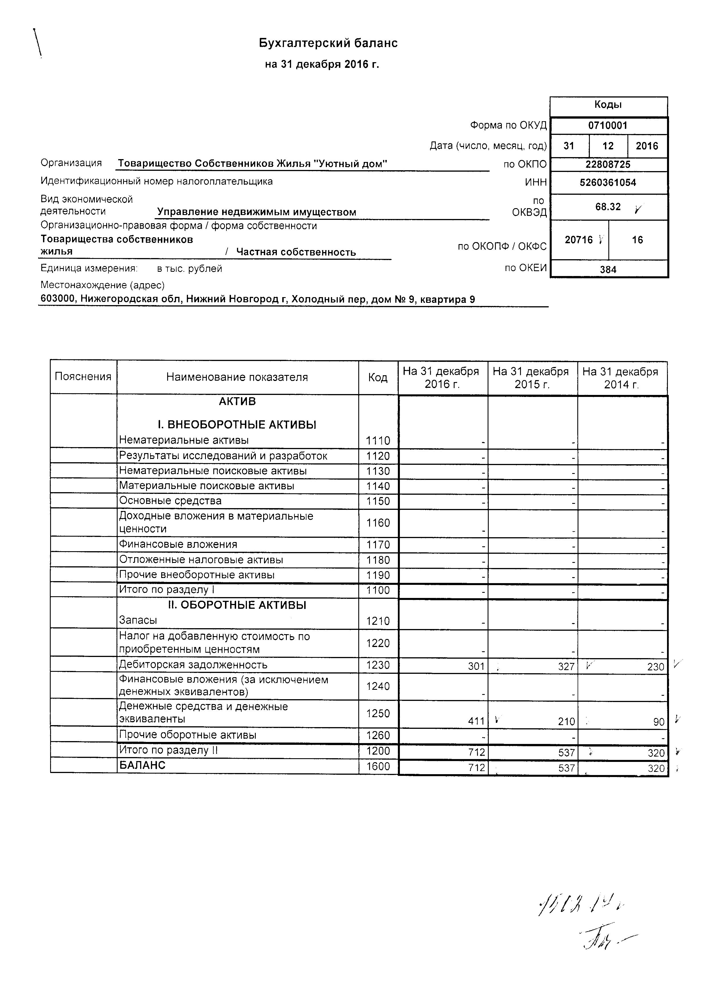 Бухгалтерский баланс
на 31 декабря 2016 г.
Коды
Форма по ОКУД 0710001
Дата (число, месяц, год) 31 12 2016
Организация Товарищество Собственников Жилья "Уютный дом" по ОКПО 22808725
Идентификационный номер налогоплательщика ИНН 5260361054
Вид экономической
деятельности Управление недвижимым имуществом по ОКВЭД 68.32
Организационно-правовая форма / форма собственности
Товарищества собственников
жилья / Частная собственность по ОКОПФ / ОКФС 20716 16
Единица измерения: в тыс. рублей по ОКЕИ 384
Местонахождение (адрес)
603000, Нижегородская обл, Нижний Новгород г, Холодный пер, дом № 9, квартира 9
Пояснения Наименование показателя Код На 31 декабря 2016 г. На 31 декабря 2015 г. На 31 декабря 2014 г.
АКТИВ
I. ВНЕОБОРОТНЫЕ АКТИВЫ
Нематериальные активы 1110 - - -
Результаты исследований и разработок 1120 - - -
Нематериальные поисковые активы 1130 - - -
Материальные поисковые активы 1140 - - -
Основные средства 1150 - - -
Доходные вложения в материальные
ценности 1160 - - -
Финансовые вложения 1170 - - -
Отложенные налоговые активы 1180 - - -
Прочие внеоборотные активы 1190 - - -
Итого по разделу I 1100 - - -
II. ОБОРОТНЫЕ АКТИВЫ
Запасы 1210 - - -
Налог на добавленную стоимость по
приобретенным ценностям 1220 - - -
Дебиторская задолженность 1230 301 327 230
Финансовые вложения (за исключением
денежных эквивалентов) 1240 - - -
Денежные средства и денежные
эквиваленты 1250 411 210 90
Прочие оборотные активы 1260 - - -
Итого по разделу II 1200 712 537 320
БАЛАНС 1600 712 537 320